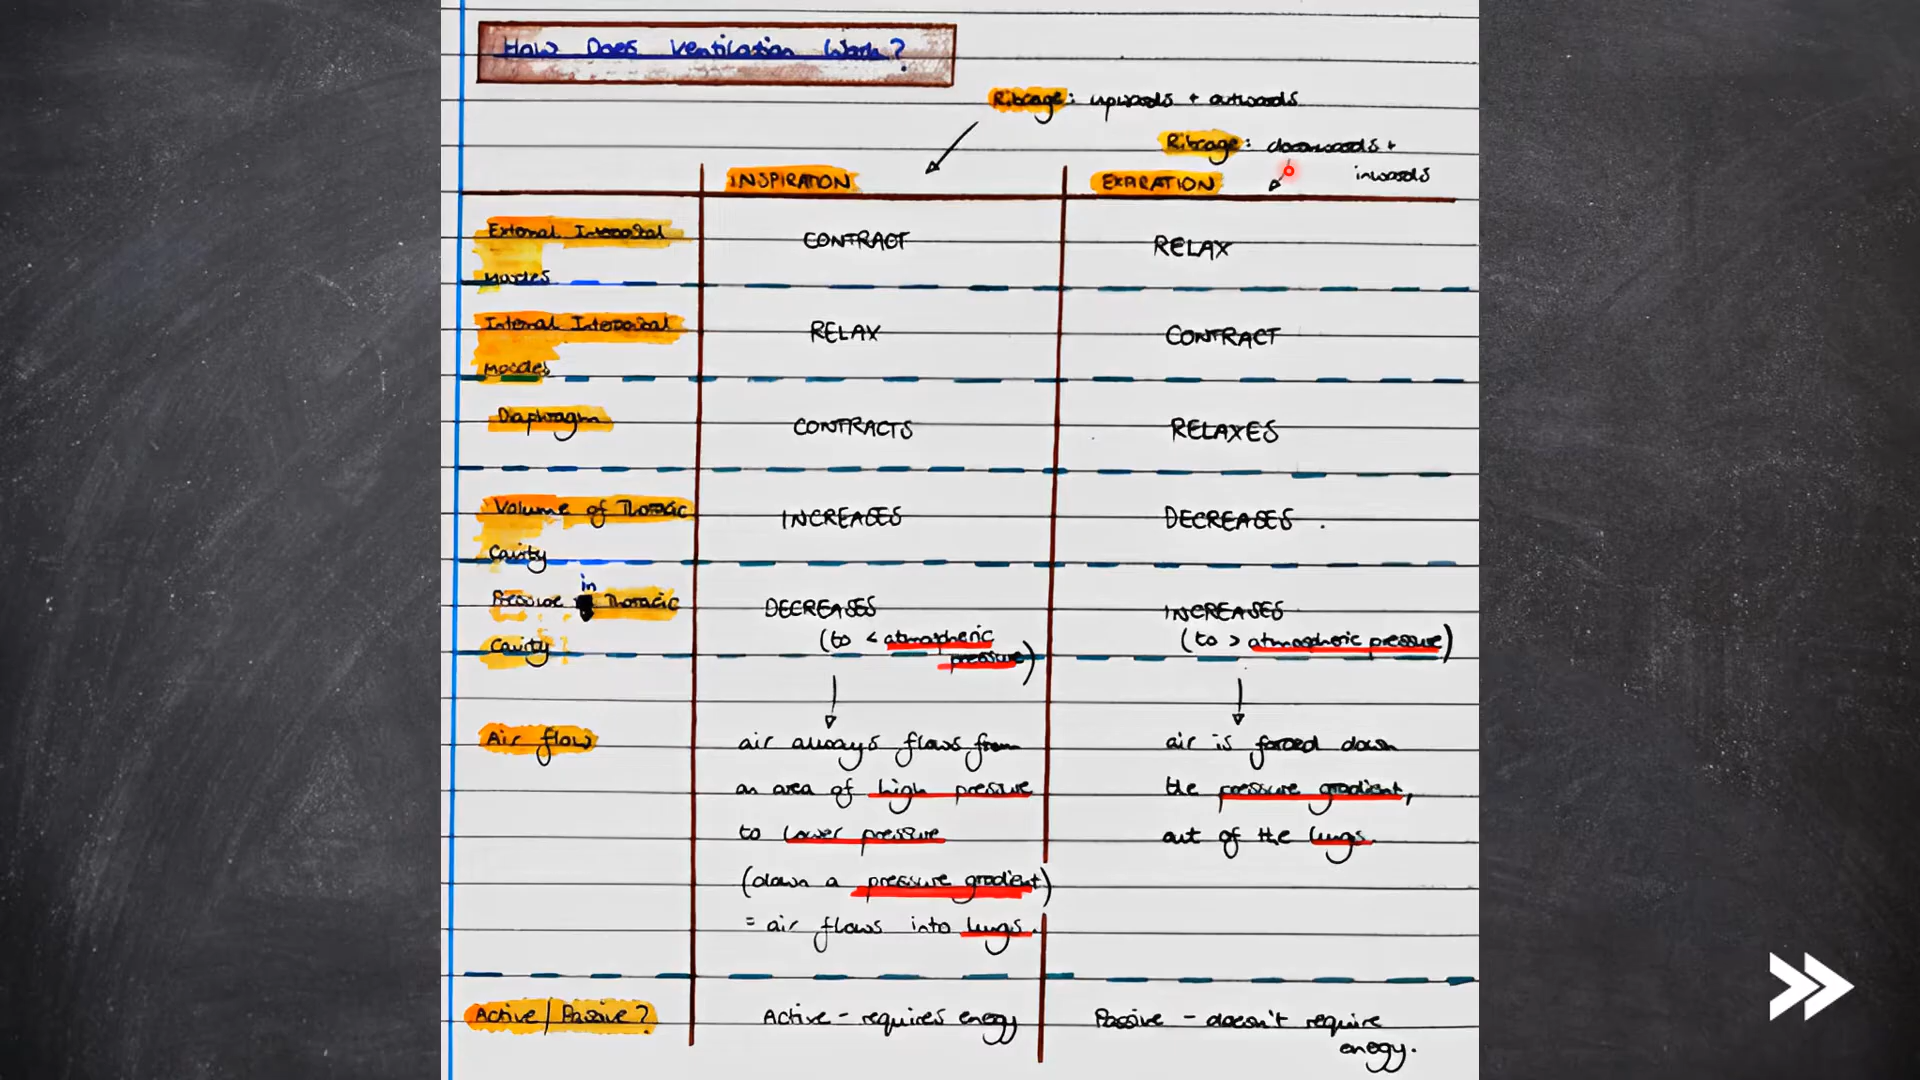 How Does Ventilation Work?
Ribcage: upwards + outwards
Ribcage: downwards +
inwards
INSPIRATION
EXPIRATION
External Intercostal
Muscles
CONTRACT
RELAX
Internal Intercostal
Muscles
RELAX
CONTRACT
Diaphragm
CONTRACTS
RELAXES
Volume of Thoracic
Cavity
INCREASES
DECREASES
Pressure in Thoracic
Cavity
DECREASES
(to < atmospheric
pressure)
INCREASES
(to > atmospheric pressure)
Air flow
air always flows from
an area of high pressure
to lower pressure
(down a pressure gradient)
= air flows into lungs.
air is forced down
the pressure gradient,
out of the lungs.
Active/Passive?
Active - requires energy
Passive - doesn't require
energy.